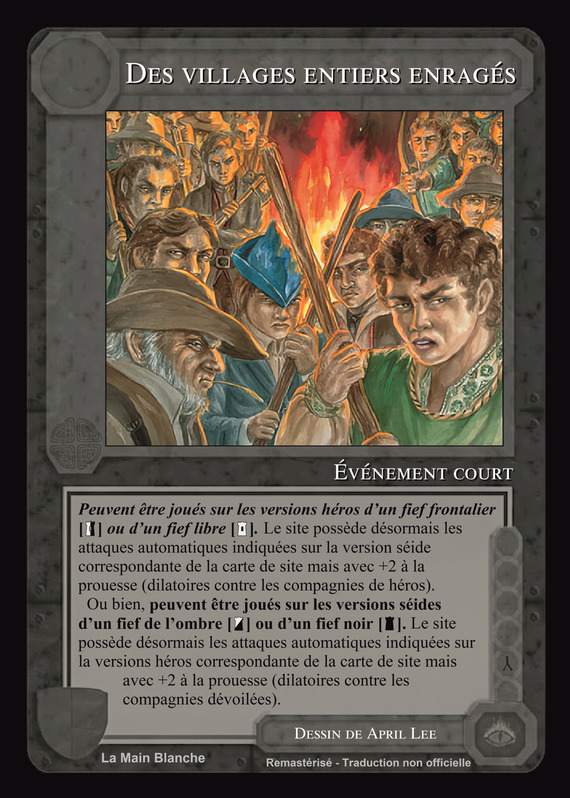 Des villages entiers enragés
Événement court
Peuvent être joués sur les versions héros d'un fief frontalier
[] ou d'un fief libre []. Le site possède désormais les
attaques automatiques indiquées sur la version séide
correspondante de la carte de site mais avec +2 à la
prouesse (dilatoires contre les compagnies de héros).
Ou bien, peuvent être joués sur les versions séides
d'un fief de l'ombre [] ou d'un fief noir []. Le site
possède désormais les attaques automatiques indiquées sur
la versions héros correspondante de la carte de site mais
avec +2 à la prouesse (dilatoires contre les
compagnies dévoilées).
Dessin de April Lee
La Main Blanche
Remastérisé - Traduction non officielle